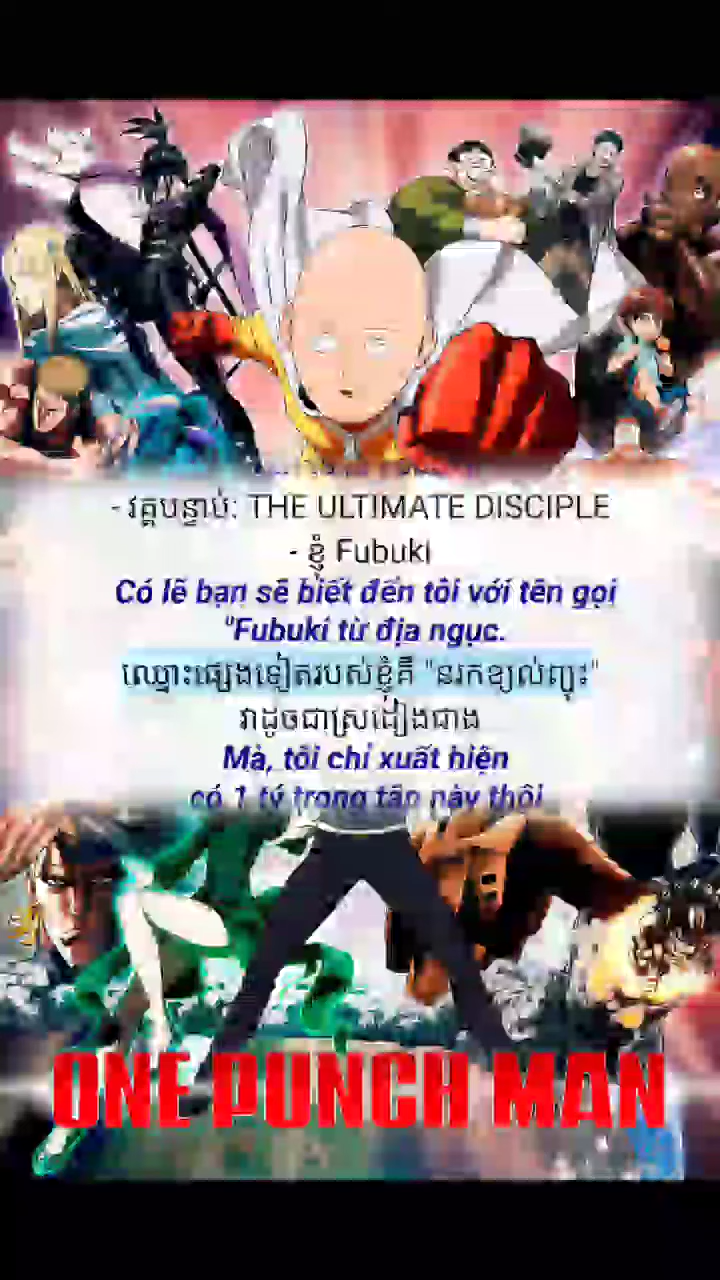 - វគ្គបន្ទាប់: THE ULTIMATE DISCIPLE
- ខ្ញុំ Fubuki
Có lẽ bạn sẽ biết đến tôi với tên gọi
"Fubuki từ địa ngục.
ឈ្មោះផ្សេងទៀតរបស់ខ្ញុំគឺ "នរកខ្យល់ព្យុះ"
វាដូចជាស្រដៀងជាង
Mà, tôi chỉ xuất hiện
có 1 tý trong tập này thôi
ONE PUNCH MAN